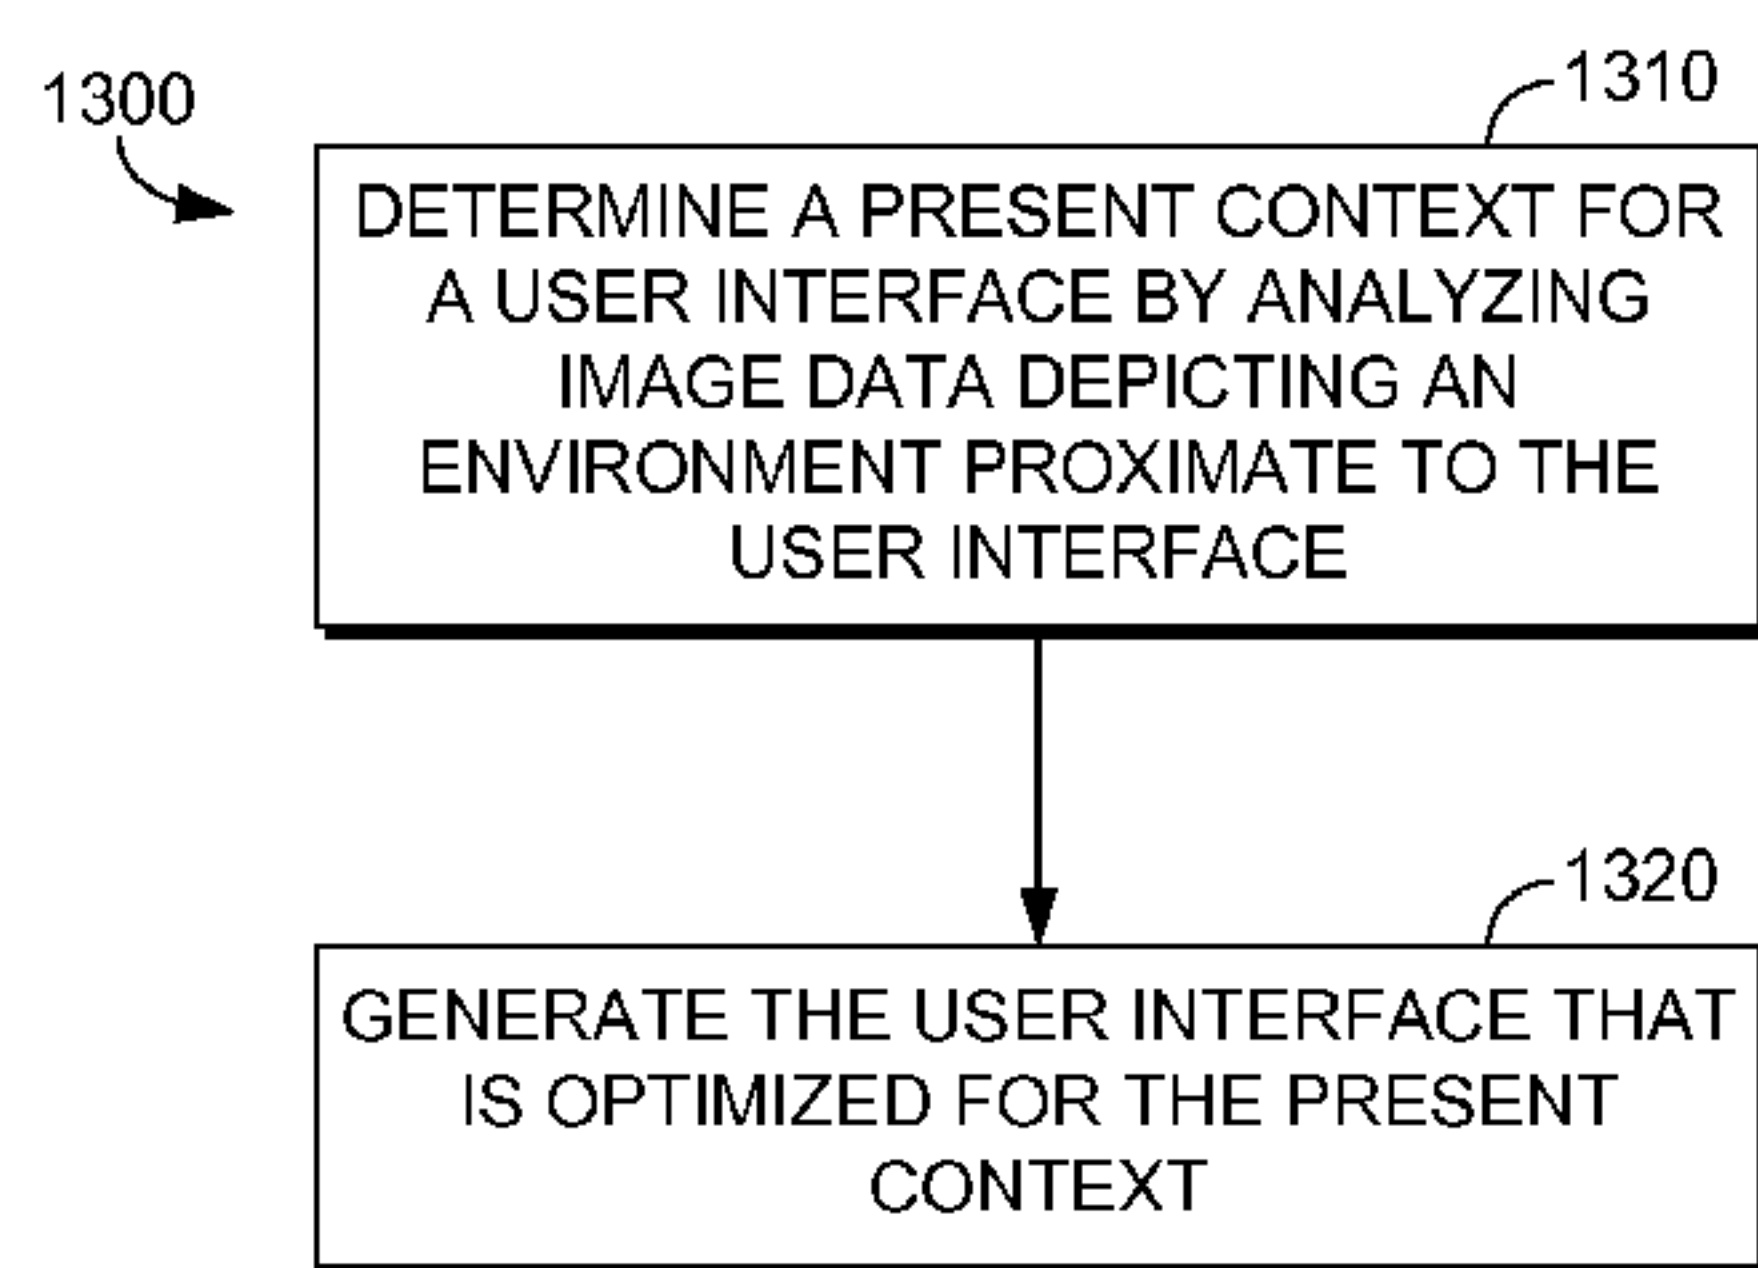 1300
1310
DETERMINE A PRESENT CONTEXT FOR
A USER INTERFACE BY ANALYZING
IMAGE DATA DEPICTING AN
ENVIRONMENT PROXIMATE TO THE
USER INTERFACE
1320
GENERATE THE USER INTERFACE THAT
IS OPTIMIZED FOR THE PRESENT
CONTEXT